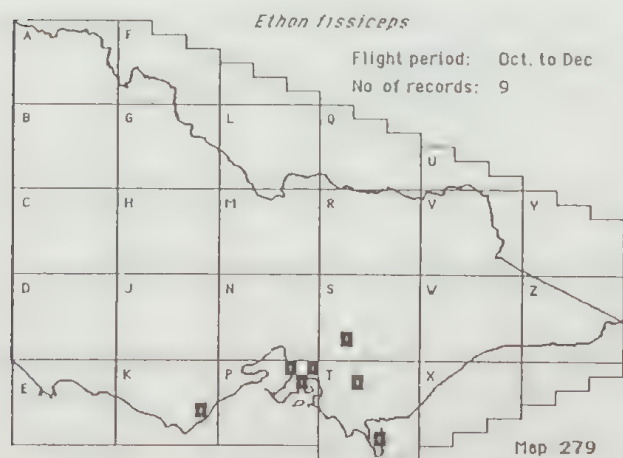 Ethon fissiceps
Flight period: Oct. to Dec
No of records: 9
A F
B G L Q
U
C H M R V Y
D J N S W Z
E K P T X
Map 279